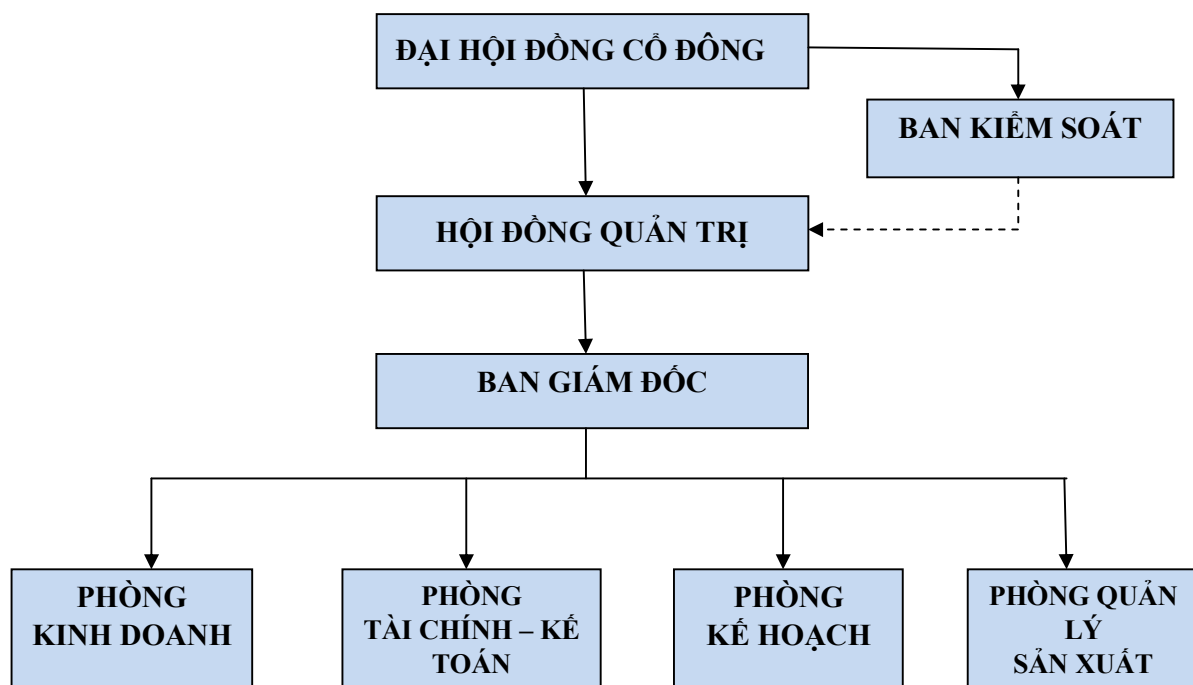 ĐẠI HỘI ĐỒNG CỔ ĐÔNG
BAN KIỂM SOÁT
HỘI ĐỒNG QUẢN TRỊ
BAN GIÁM ĐỐC
PHÒNG
KINH DOANH
PHÒNG
TÀI CHÍNH – KẾ
TOÁN
PHÒNG
KẾ HOẠCH
PHÒNG QUẢN
LÝ
SẢN XUẤT